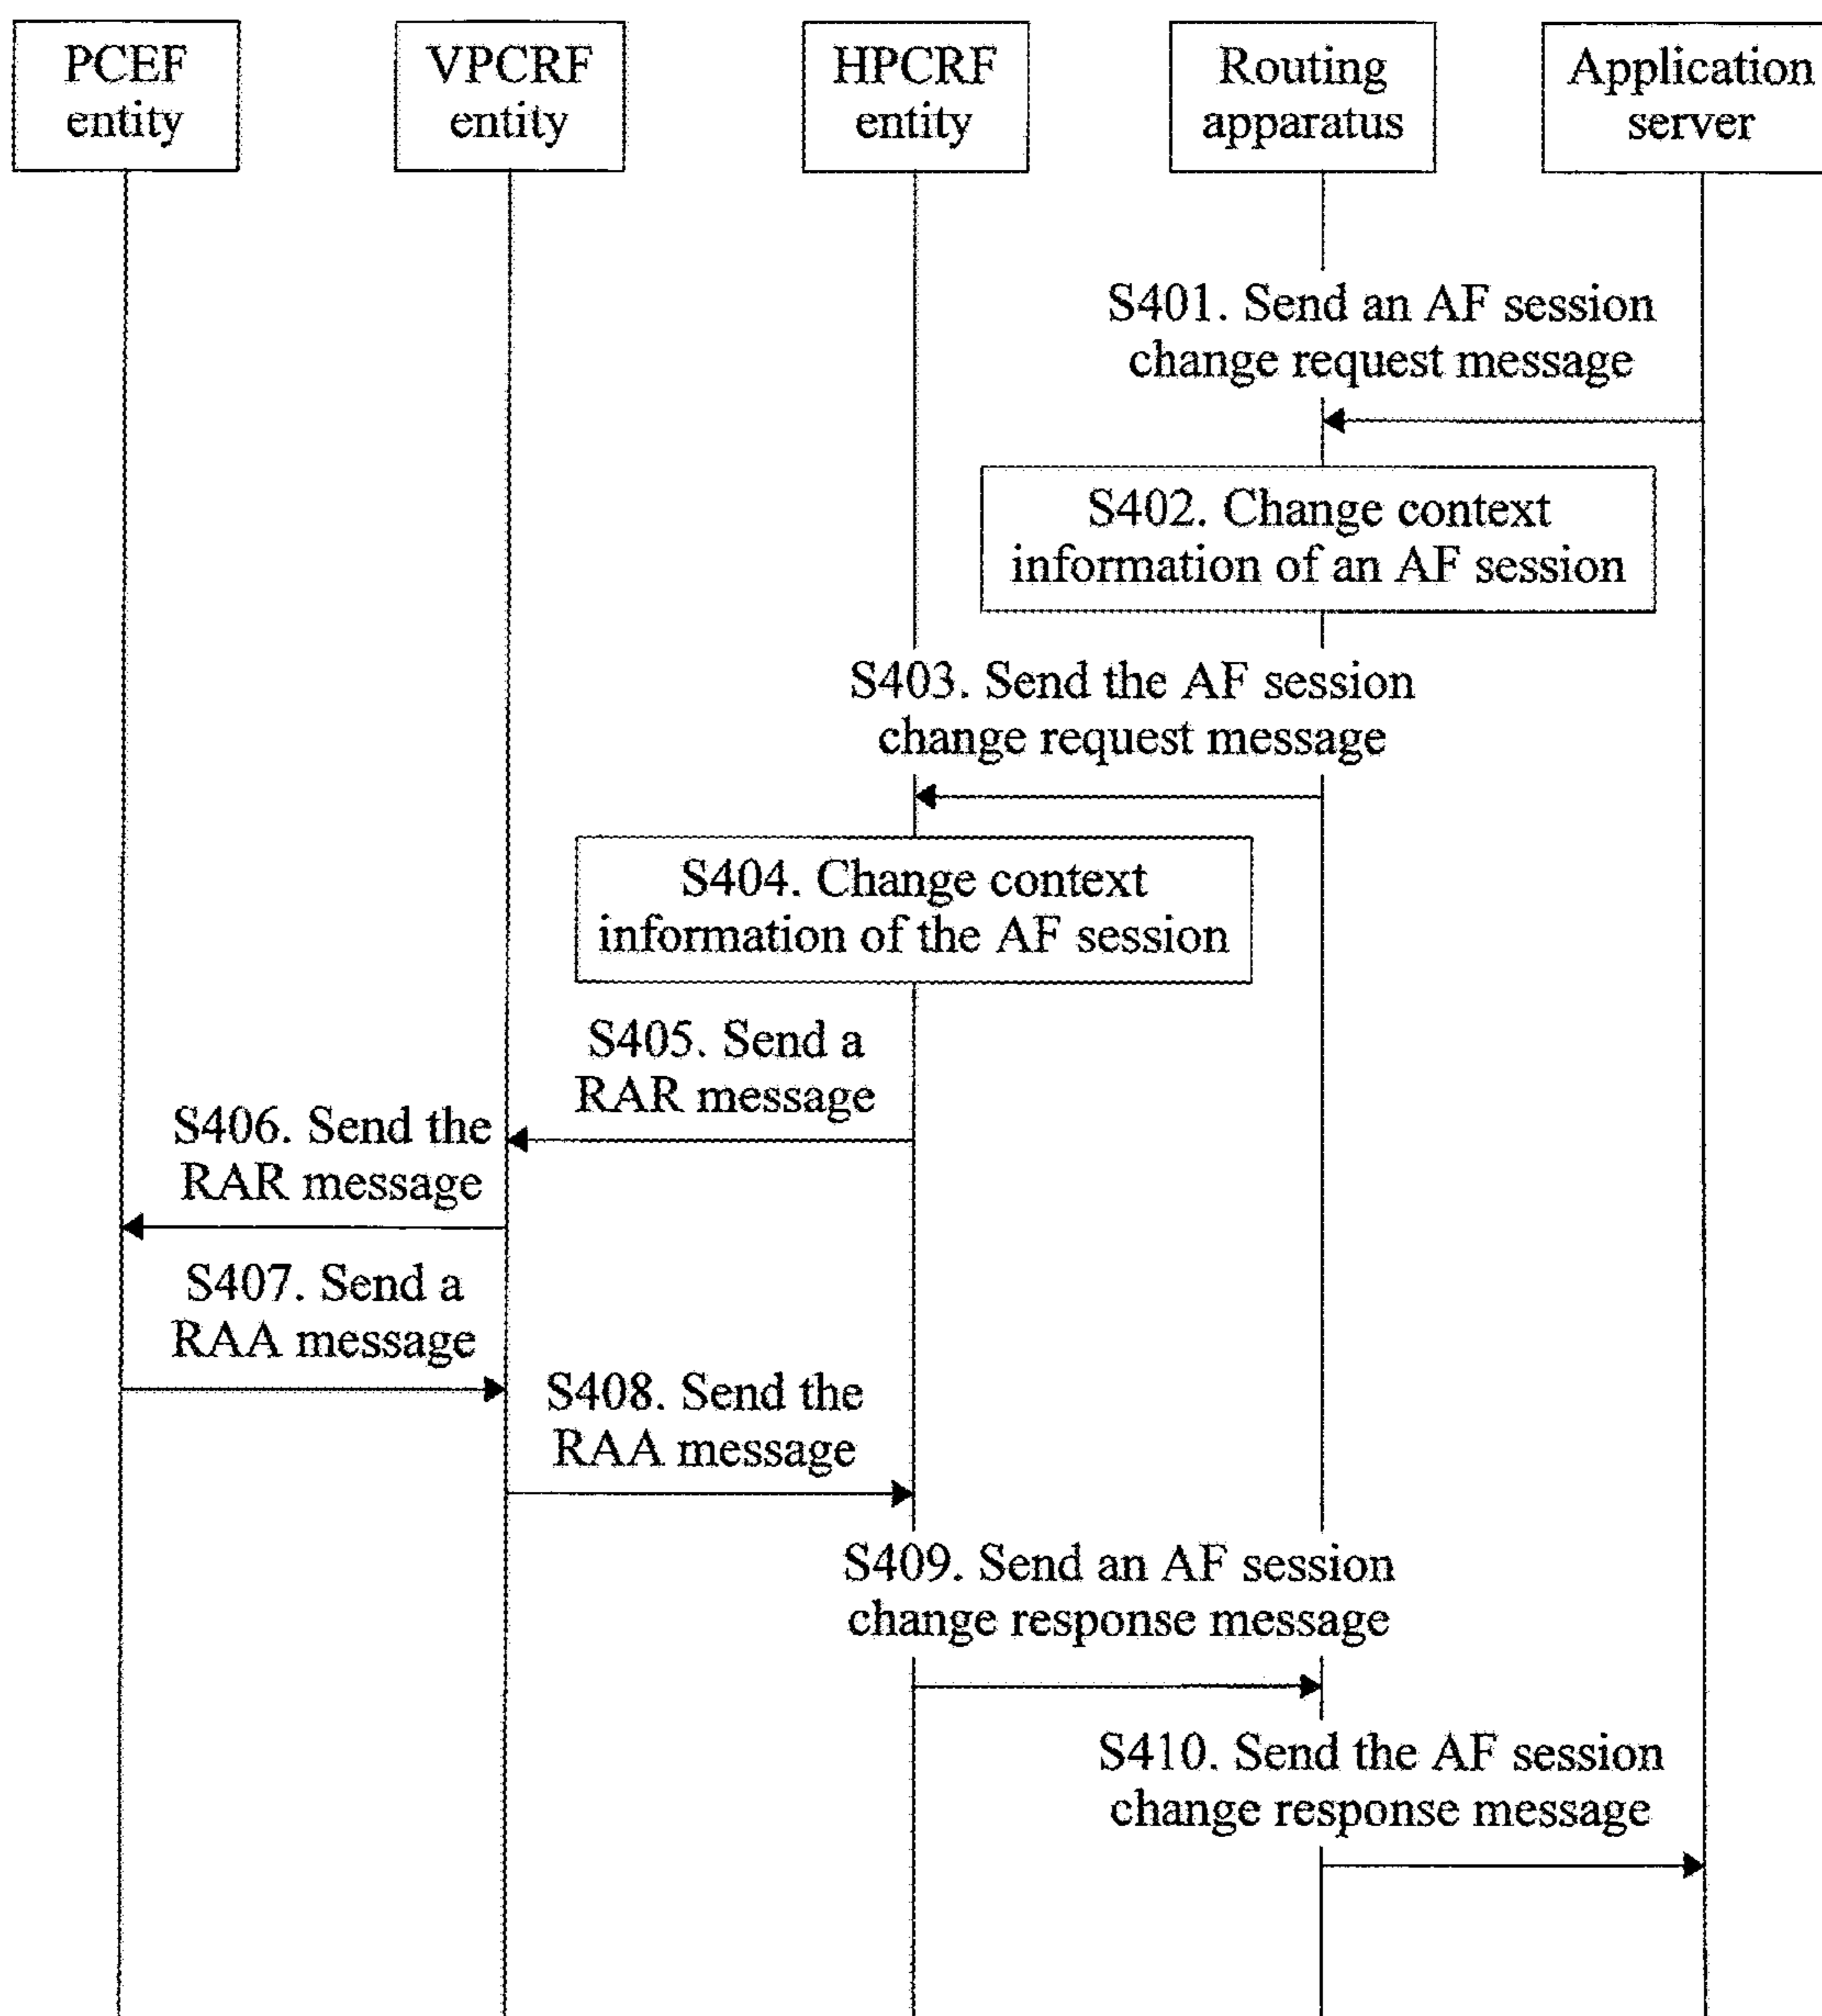 PCEF
entity
VPCRF
entity
HPCRF
entity
Routing
apparatus
Application
server
S401. Send an AF session
change request message
S402. Change context
information of an AF session
S403. Send the AF session
change request message
S404. Change context
information of the AF session
S405. Send a
RAR message
S406. Send the
RAR message
S407. Send a
RAA message
S408. Send the
RAA message
S409. Send an AF session
change response message
S410. Send the AF session
change response message